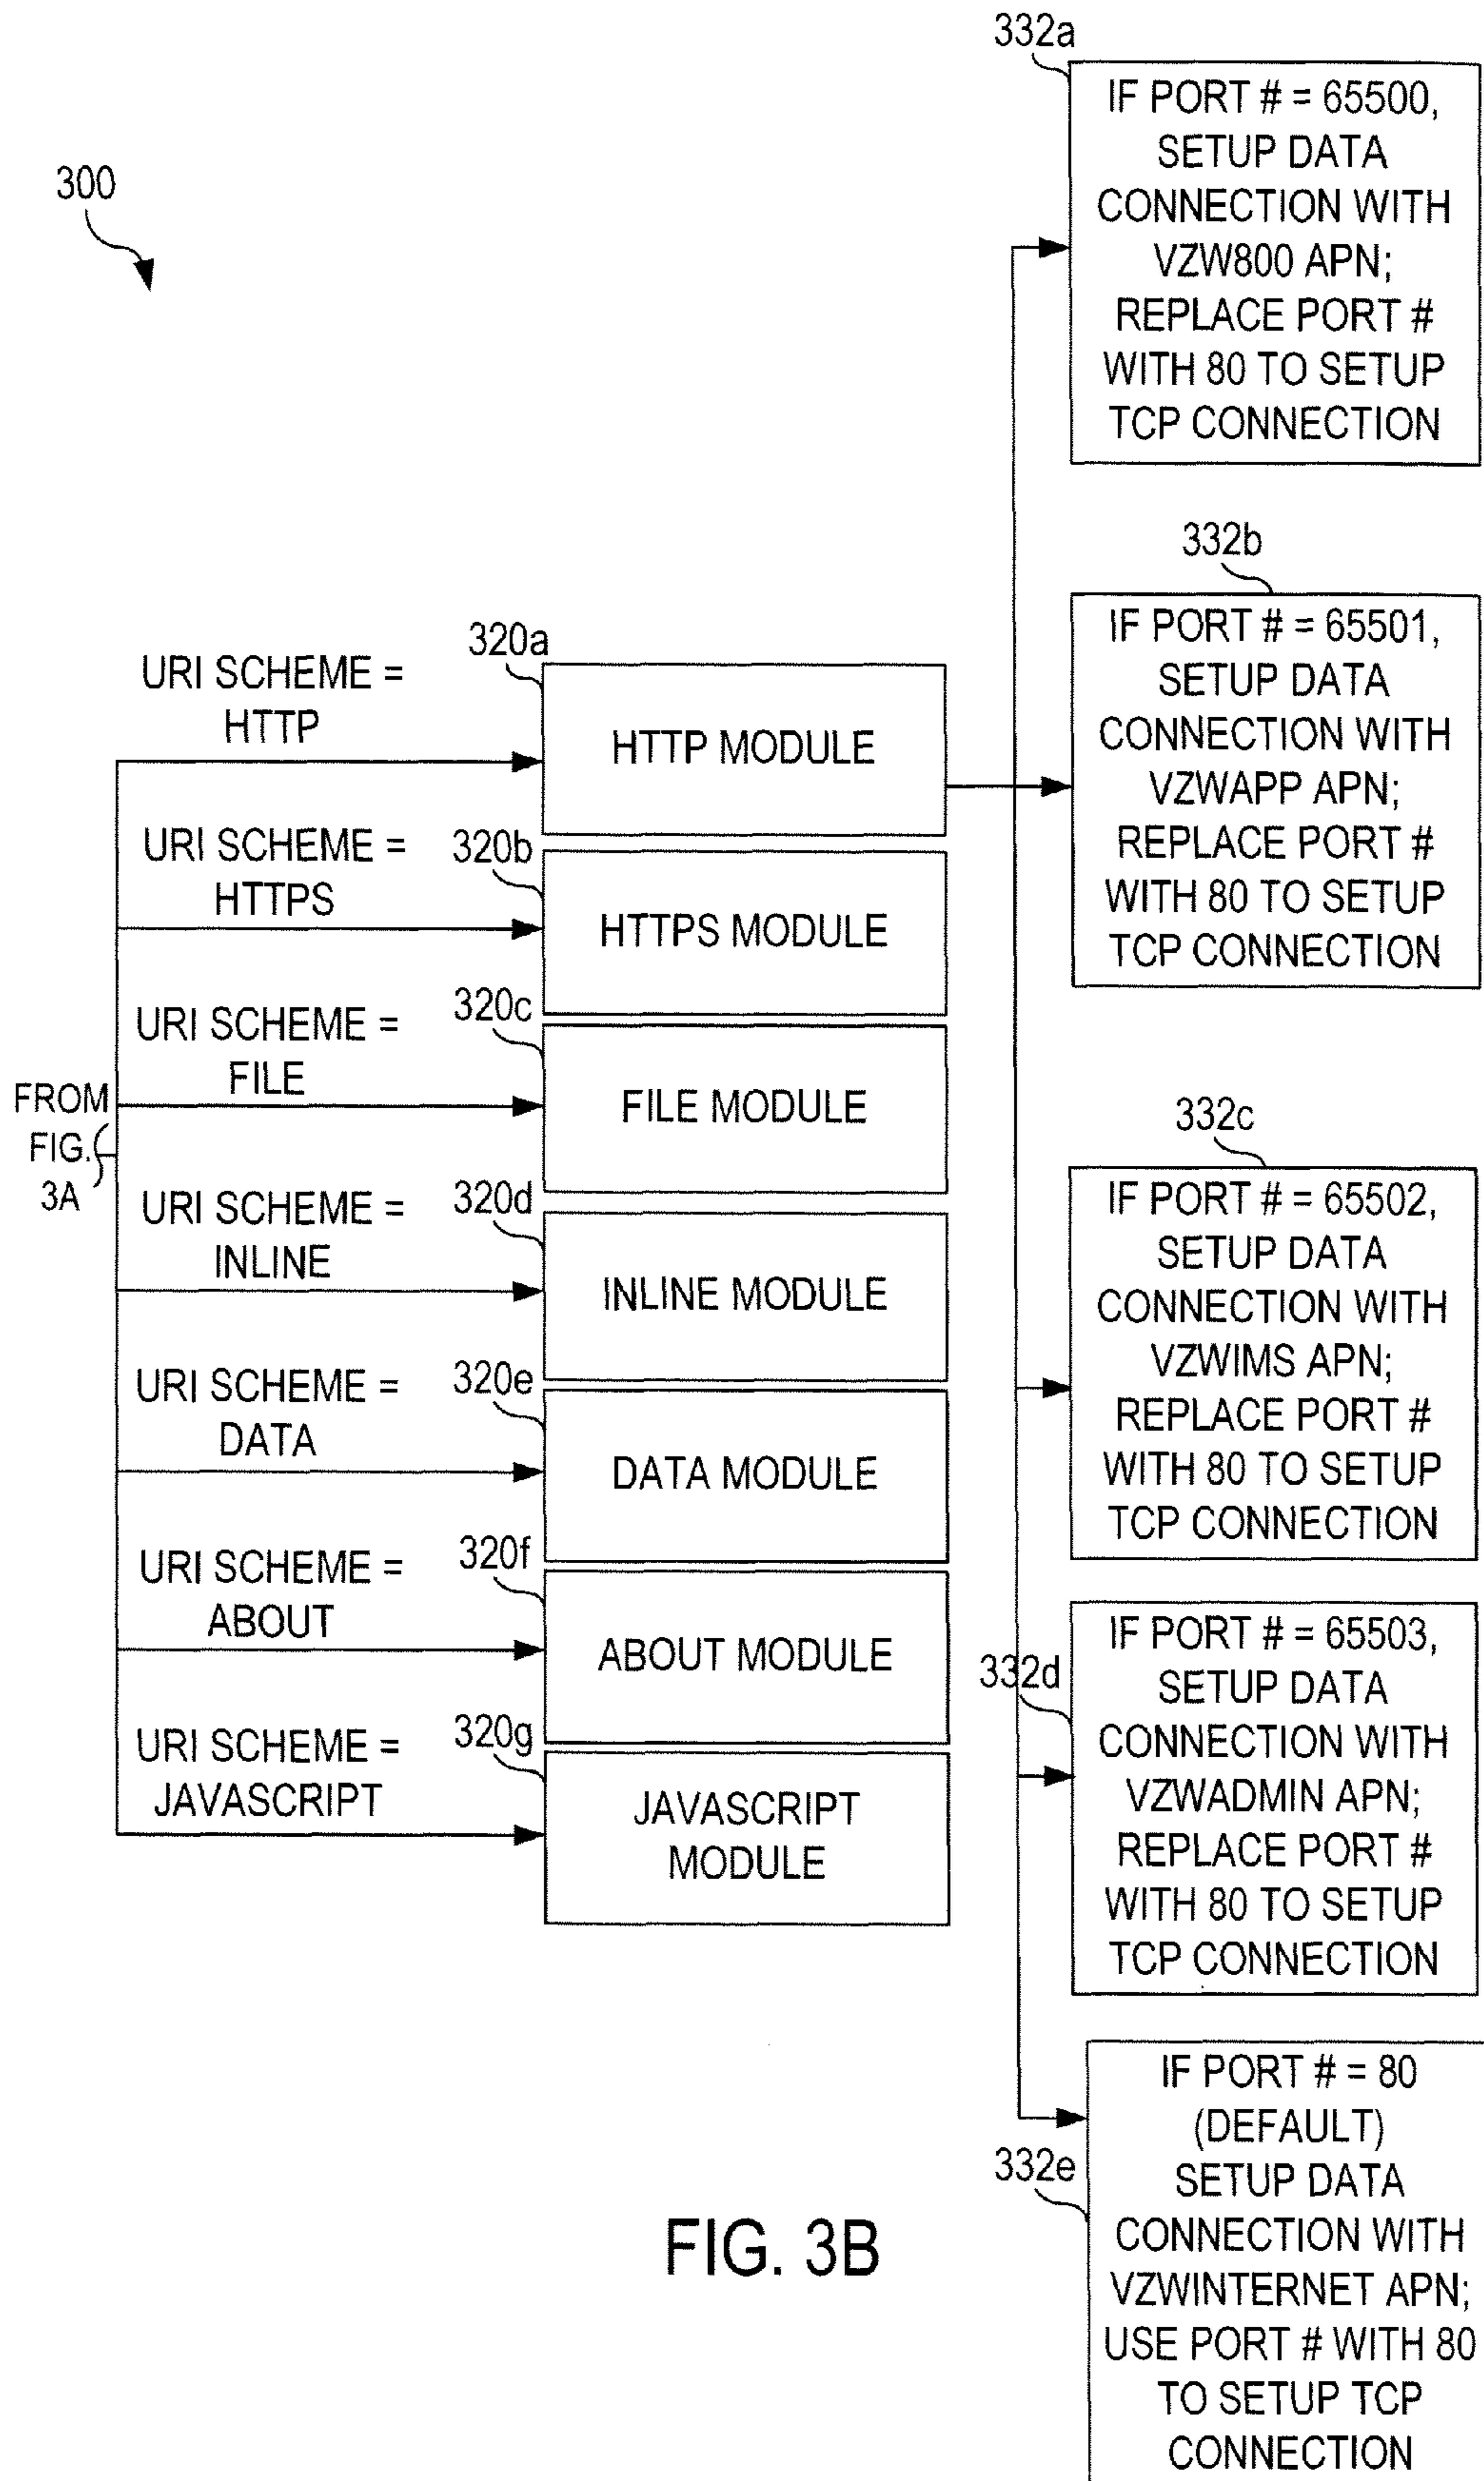 332a
IF PORT # = 65500,
SETUP DATA
CONNECTION WITH
VZW800 APN;
REPLACE PORT #
WITH 80 TO SETUP
TCP CONNECTION
300
332b
IF PORT # = 65501,
SETUP DATA
CONNECTION WITH
VZWAPP APN;
REPLACE PORT #
WITH 80 TO SETUP
TCP CONNECTION
FROM
FIG.
3A
URI SCHEME =
HTTP
320a
HTTP MODULE
URI SCHEME =
HTTPS
320b
HTTPS MODULE
URI SCHEME =
FILE
320c
FILE MODULE
URI SCHEME =
INLINE
320d
INLINE MODULE
URI SCHEME =
DATA
320e
DATA MODULE
URI SCHEME =
ABOUT
320f
ABOUT MODULE
URI SCHEME =
JAVASCRIPT
320g
JAVASCRIPT
MODULE
332c
IF PORT # = 65502,
SETUP DATA
CONNECTION WITH
VZWIMS APN;
REPLACE PORT #
WITH 80 TO SETUP
TCP CONNECTION
332d
IF PORT # = 65503,
SETUP DATA
CONNECTION WITH
VZWADMIN APN;
REPLACE PORT #
WITH 80 TO SETUP
TCP CONNECTION
332e
IF PORT # = 80
(DEFAULT)
SETUP DATA
CONNECTION WITH
VZWINTERNET APN;
USE PORT # WITH 80
TO SETUP TCP
CONNECTION
FIG. 3B